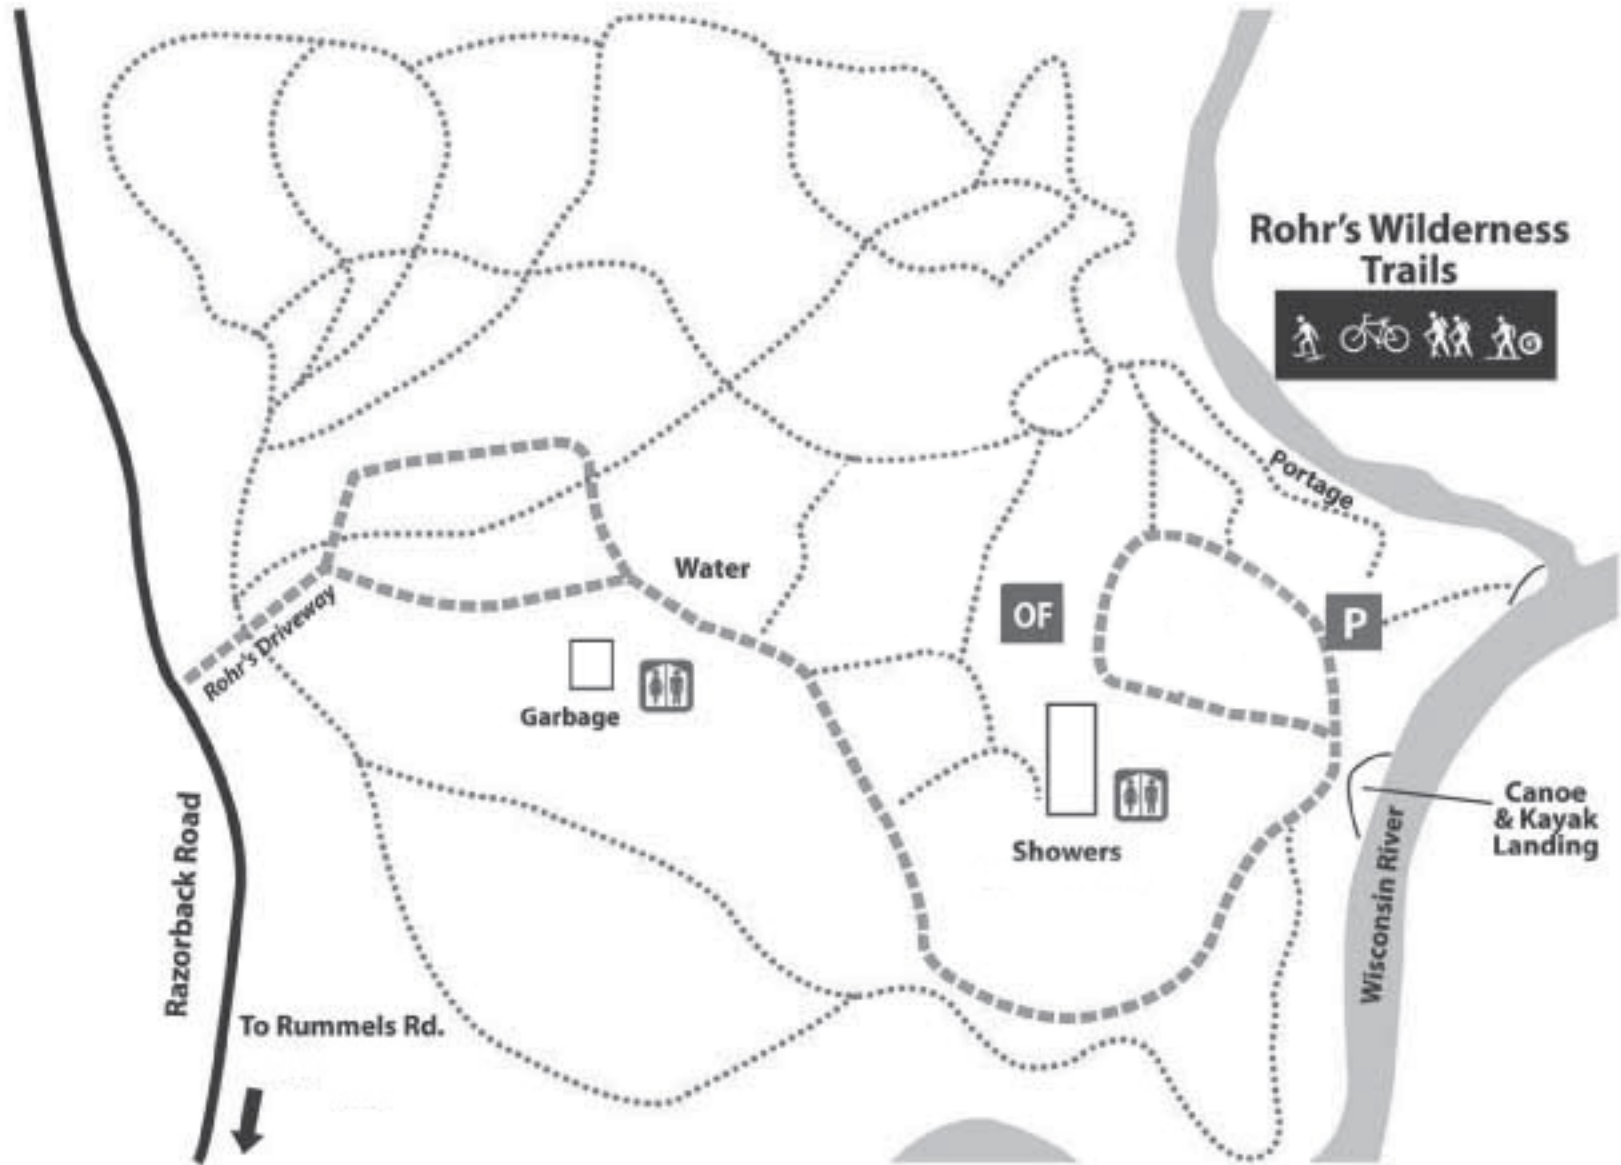 Rohr's Wilderness
Trails
Portage
Water
OF
P
Rohr's Driveway
Garbage
Showers
Canoe
& Kayak
Landing
Wisconsin River
Razorback Road
To Rummels Rd.